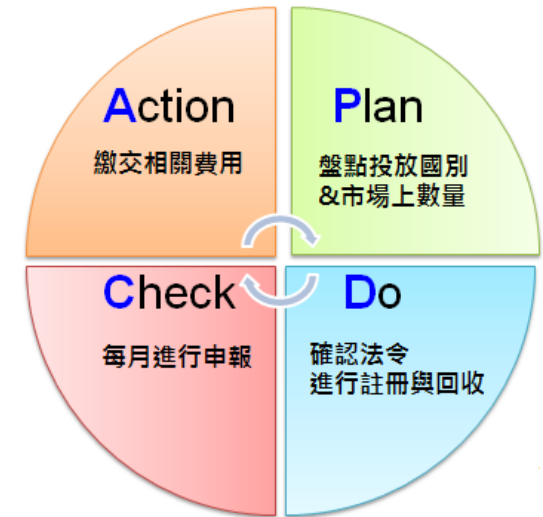 Action
繳交相關費用
Plan
盤點投放國別
&市場上數量
Check
每月進行申報
Do
確認法令
進行註冊與回收